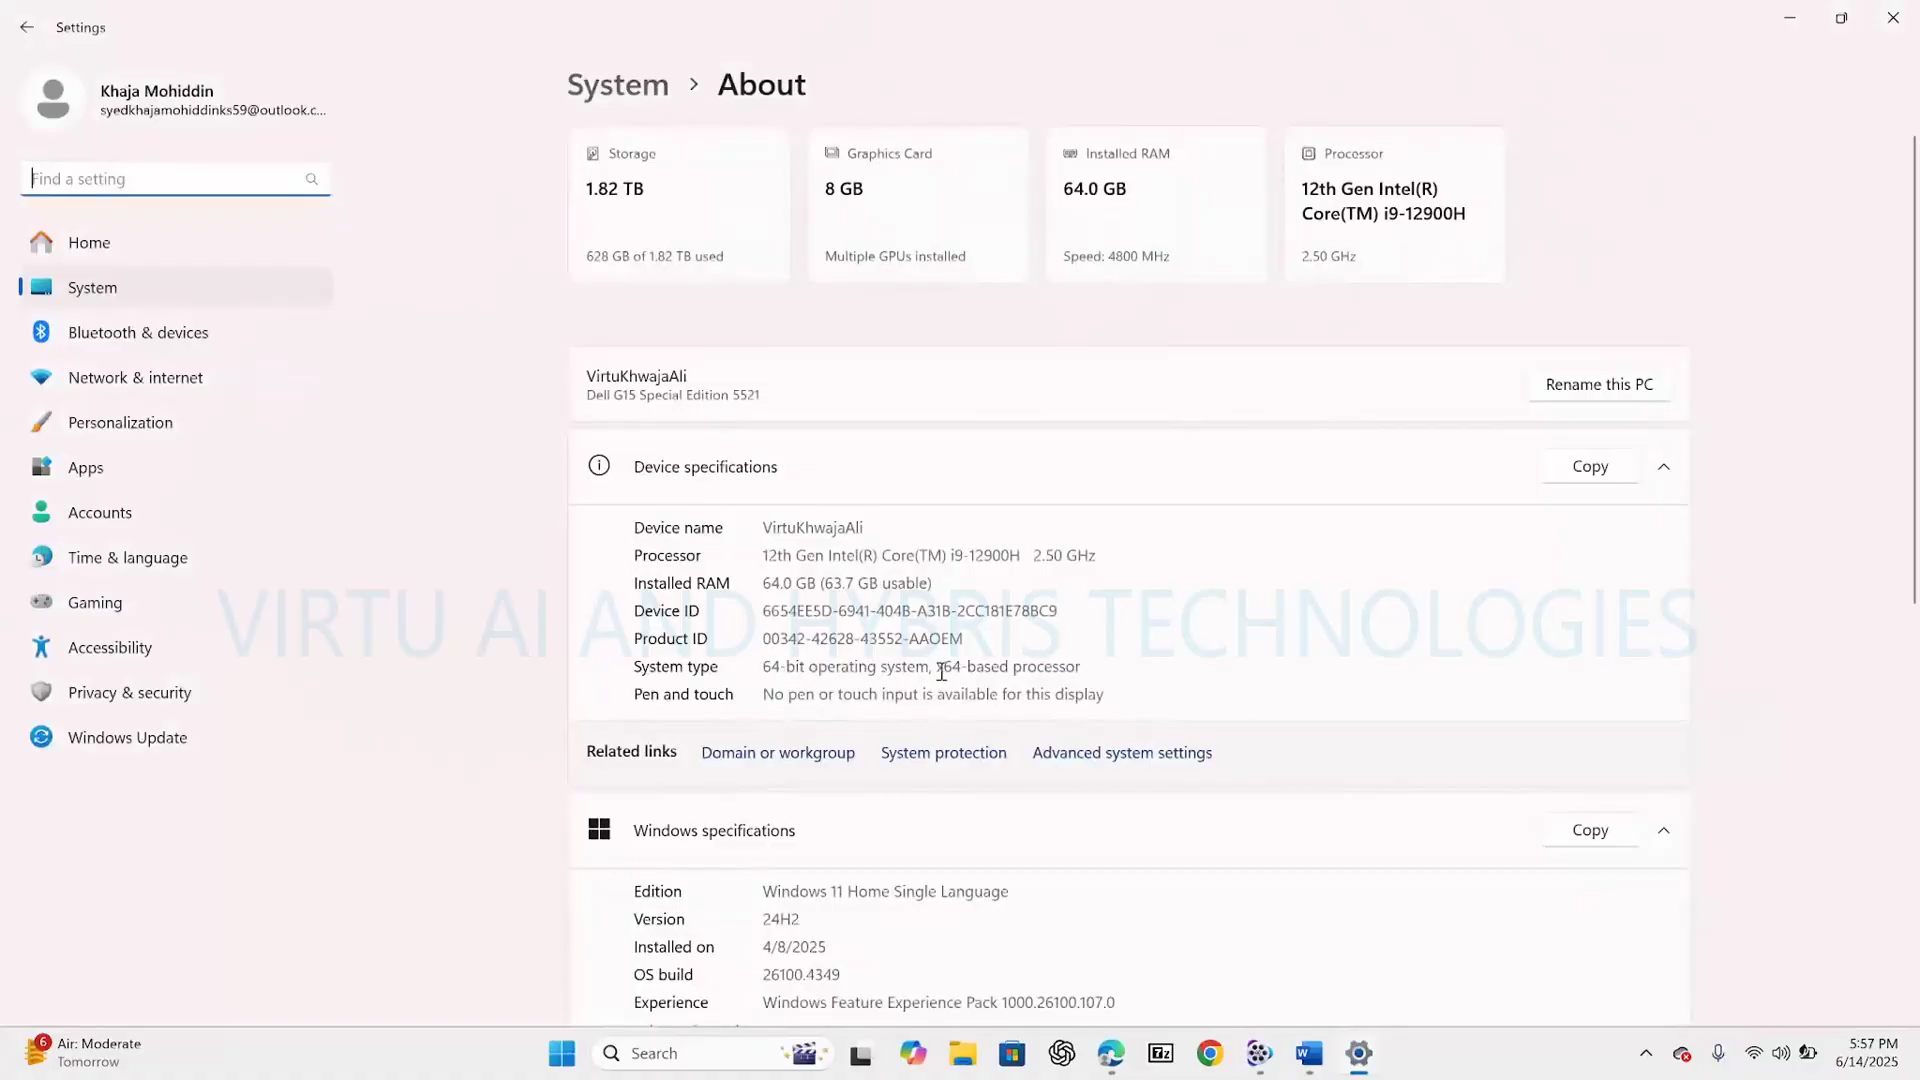 Settings
Khaja Mohiddin
syedkhajamohiddinks59@outlook.c...
Find a setting
Home
System
Bluetooth & devices
Network & internet
Personalization
Apps
Accounts
Time & language
Gaming
Accessibility
Privacy & security
Windows Update
System > About
Storage
1.82 TB
628 GB of 1.82 TB used
Graphics Card
8 GB
Multiple GPUs installed
Installed RAM
64.0 GB
Speed: 4800 MHz
Processor
12th Gen Intel(R)
Core(TM) i9-12900H
2.50 GHz
VirtuKhwajaAli
Dell G15 Special Edition 5521
Rename this PC
Device specifications
Copy
Device name VirtuKhwajaAli
Processor 12th Gen Intel(R) Core(TM) i9-12900H 2.50 GHz
Installed RAM 64.0 GB (63.7 GB usable)
Device ID 6654EE5D-6941-404B-A31B-2CC181E78BC9
Product ID 00342-42628-43552-AAOEM
System type 64-bit operating system, x64-based processor
Pen and touch No pen or touch input is available for this display
VIRTU AI AND HYBRIS TECHNOLOGIES
Related links Domain or workgroup System protection Advanced system settings
Windows specifications
Copy
Edition Windows 11 Home Single Language
Version 24H2
Installed on 4/8/2025
OS build 26100.4349
Experience Windows Feature Experience Pack 1000.26100.107.0
6
Air: Moderate
Tomorrow
Search
7z
W
5:57 PM
6/14/2025